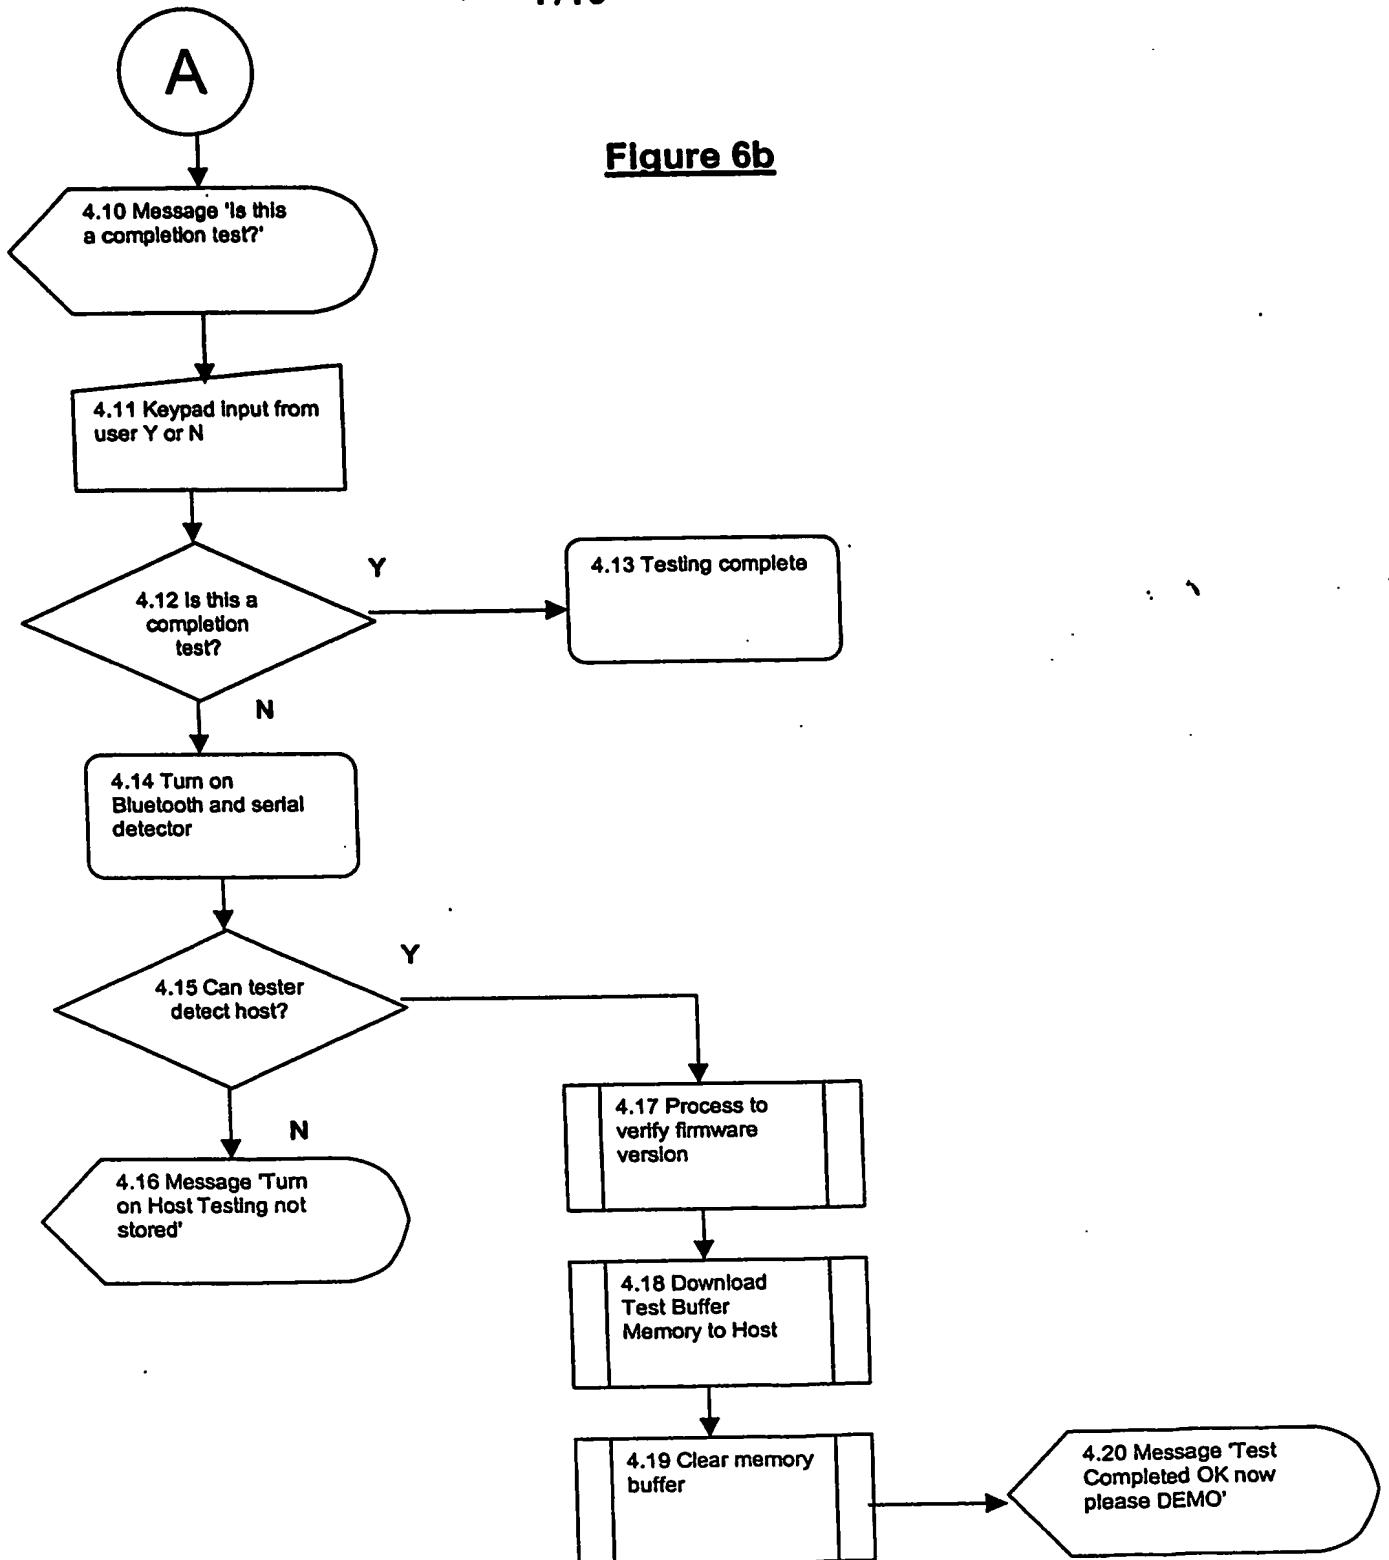 A
Figure 6b
4.10 Message 'Is this
a completion test?'
4.11 Keypad input from
user Y or N
Y
4.12 Is this a
completion
test?
4.13 Testing complete
N
4.14 Turn on
Bluetooth and serial
detector
Y
4.15 Can tester
detect host?
N
4.16 Message 'Turn
on Host Testing not
stored'
4.17 Process to
verify firmware
version
4.18 Download
Test Buffer
Memory to Host
4.19 Clear memory
buffer
4.20 Message 'Test
Completed OK now
please DEMO'